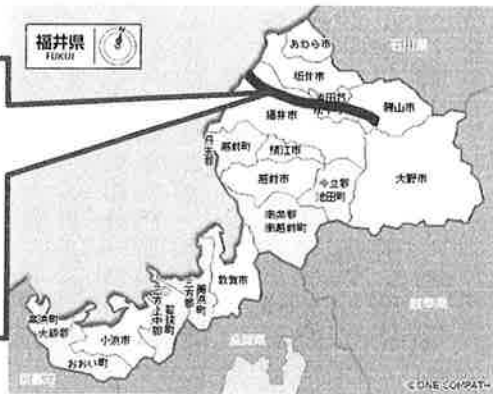 福井県
FUKUI
石川県
あわら市
坂井市
勝山市
福井市
丹生郡
越前町
鯖江市
越前市
今立郡
池田町
大野市
南条郡
南越前町
敦賀市
三方郡
美浜町
三方上中郡
若狭町
高浜町
大飯郡
小浜市
おおい町
岐阜県
滋賀県
京都府
© ONE COMPATH